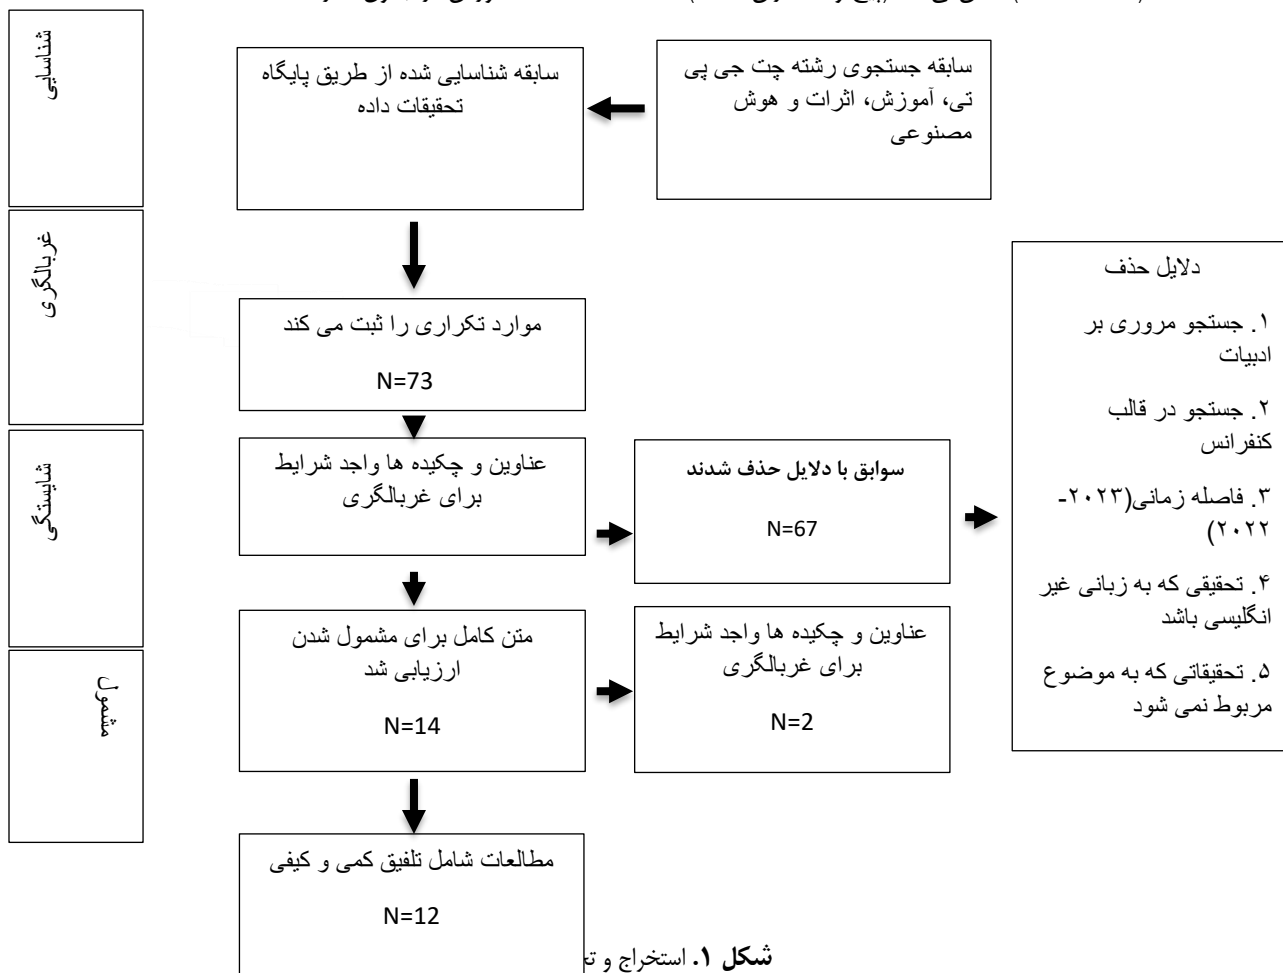 شناسایی
غربالگری
شایستگی
مشمول
سابقه جستجوی رشته چت جی پی
تی، آموزش، اثرات و هوش
مصنوعی
سابقه شناسایی شده از طریق پایگاه
تحقیقات داده
موارد تکراری را ثبت می کند
N=73
عناوین و چکیده ها واجد شرایط
برای غربالگری
سوابق با دلایل حذف شدند
N=67
دلایل حذف
۱. جستجو مروری بر
ادبیات
۲. جستجو در قالب
کنفرانس
۳. فاصله زمانی(۲۰۲۳-
۲۰۲۲)
۴. تحقیقی که به زبانی غیر
انگلیسی باشد
۵. تحقیقاتی که به موضوع
مربوط نمی شود
متن کامل برای مشمول شدن
ارزیابی شد
N=14
عناوین و چکیده ها واجد شرایط
برای غربالگری
N=2
مطالعات شامل تلفیق کمی و کیفی
N=12
شکل ۱. استخراج و